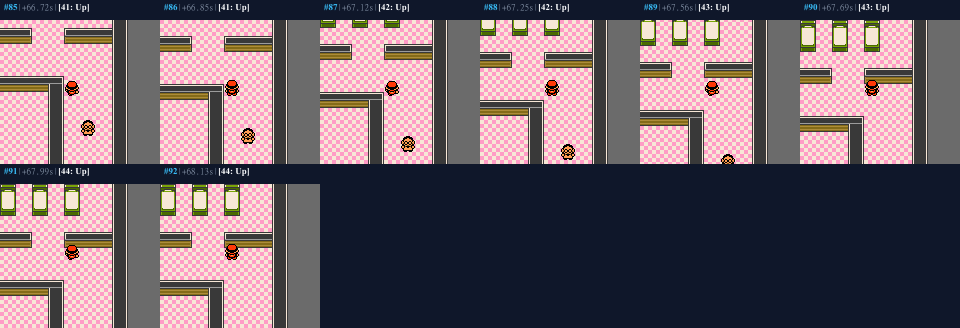 #85|+66.72s|[41: Up]
#86|+66.85s|[41: Up]
#87|+67.12s|[42: Up]
#88|+67.25s|[42: Up]
#89|+67.56s|[43: Up]
#90|+67.69s|[43: Up]
#91|+67.99s|[44: Up]
#92|+68.13s|[44: Up]